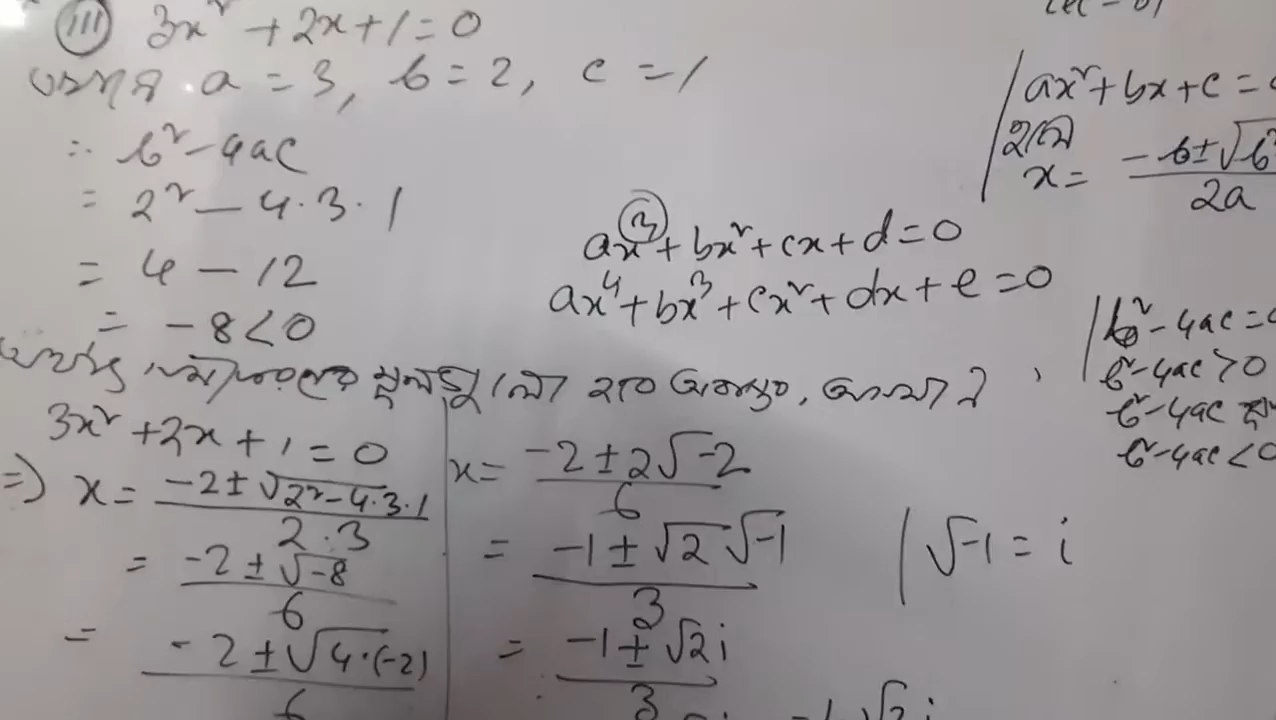 (iii) 3x² + 2x + 1 = 0
a = 3, b = 2, c = 1
∴ b² - 4ac
= 2² - 4·3·1
= 4 - 12
= -8 < 0
3x² + 2x + 1 = 0
=> x = (-2 ± √(2² - 4·3·1)) / (2·3)
= (-2 ± √-8) / 6
= (-2 ± √(4·(-2))) / 6
x = (-2 ± 2√-2) / 6
= (-1 ± √2 √-1) / 3
= (-1 ± √2 i) / 3
√-1 = i
ax³ + bx² + cx + d = 0
ax⁴ + bx³ + cx² + dx + e = 0
ax² + bx + c =
হলে
x = -b ± √b² / 2a
b² - 4ac =
b² - 4ac > 0
b² - 4ac
b² - 4ac < 0